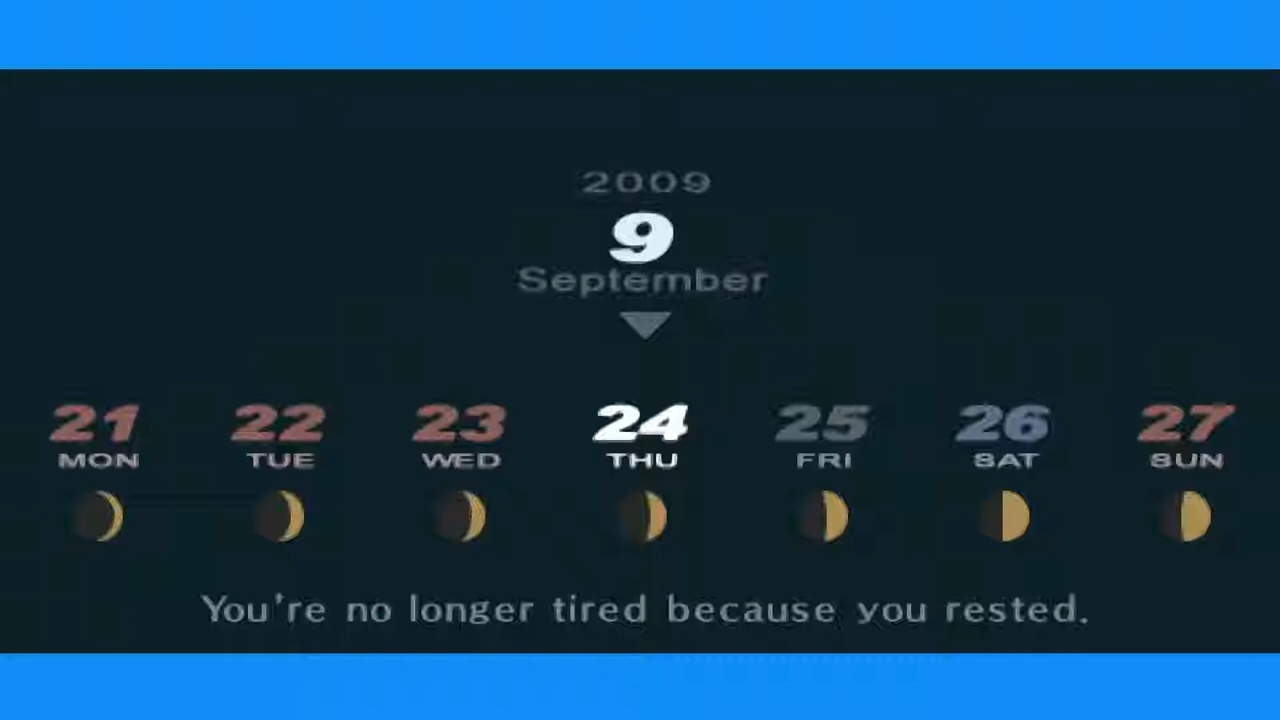 2009
9
September
21 22 23 24 25 26 27
MON TUE WED THU FRI SAT SUN
You're no longer tired because you rested.